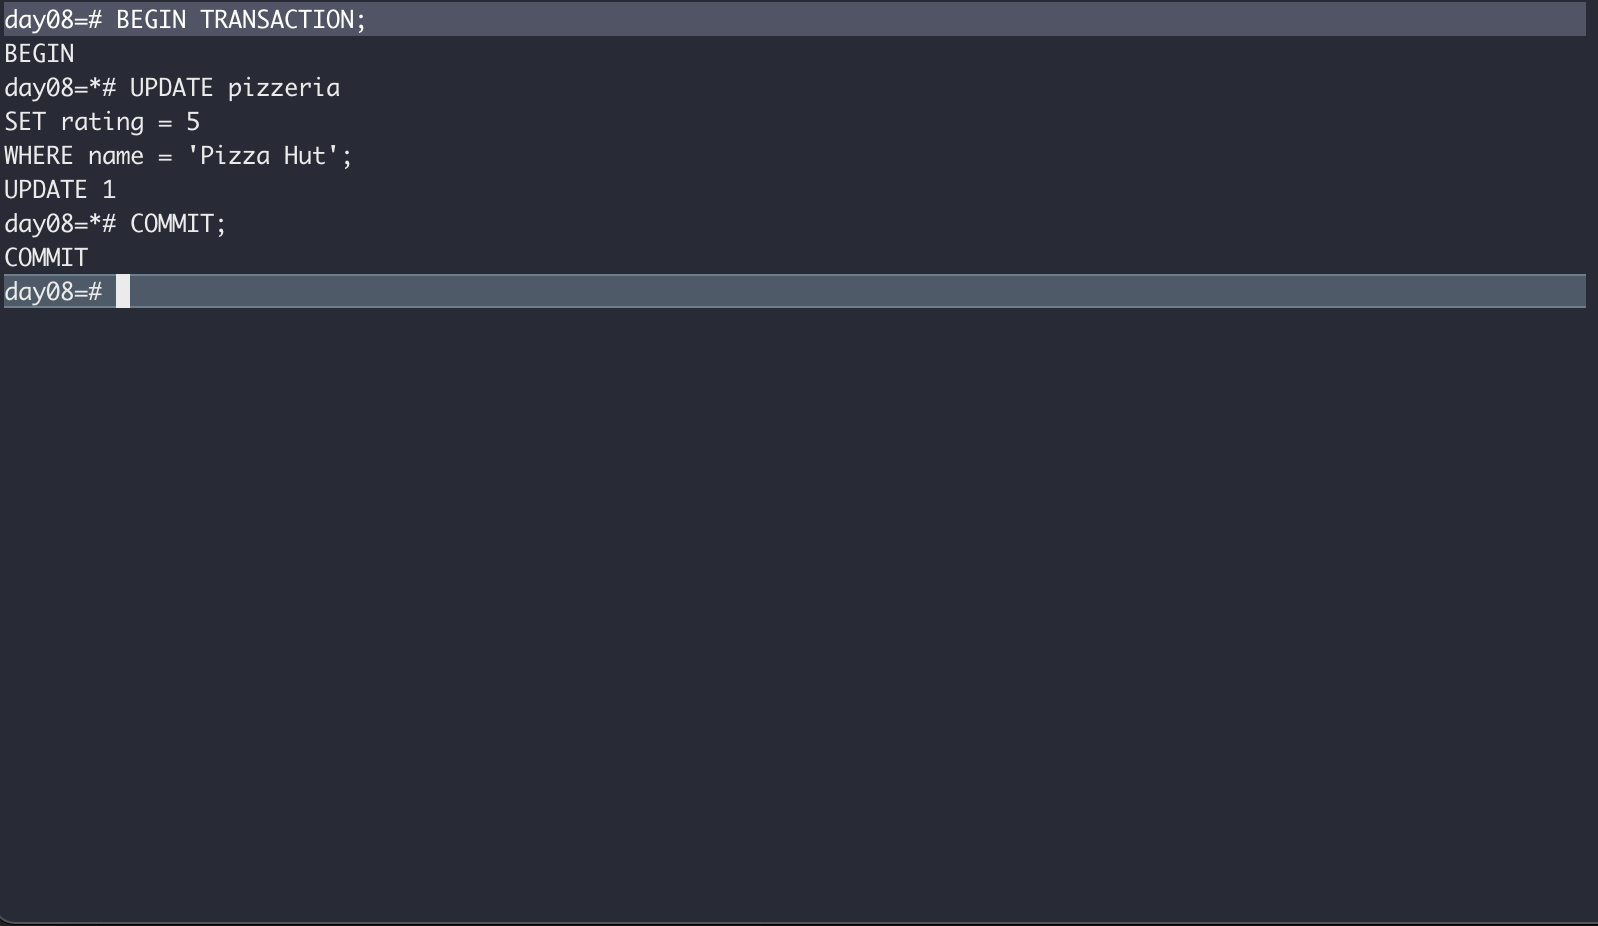 day08=# BEGIN TRANSACTION;
BEGIN
day08=*# UPDATE pizzeria
SET rating = 5
WHERE name = 'Pizza Hut';
UPDATE 1
day08=*# COMMIT;
COMMIT
day08=#